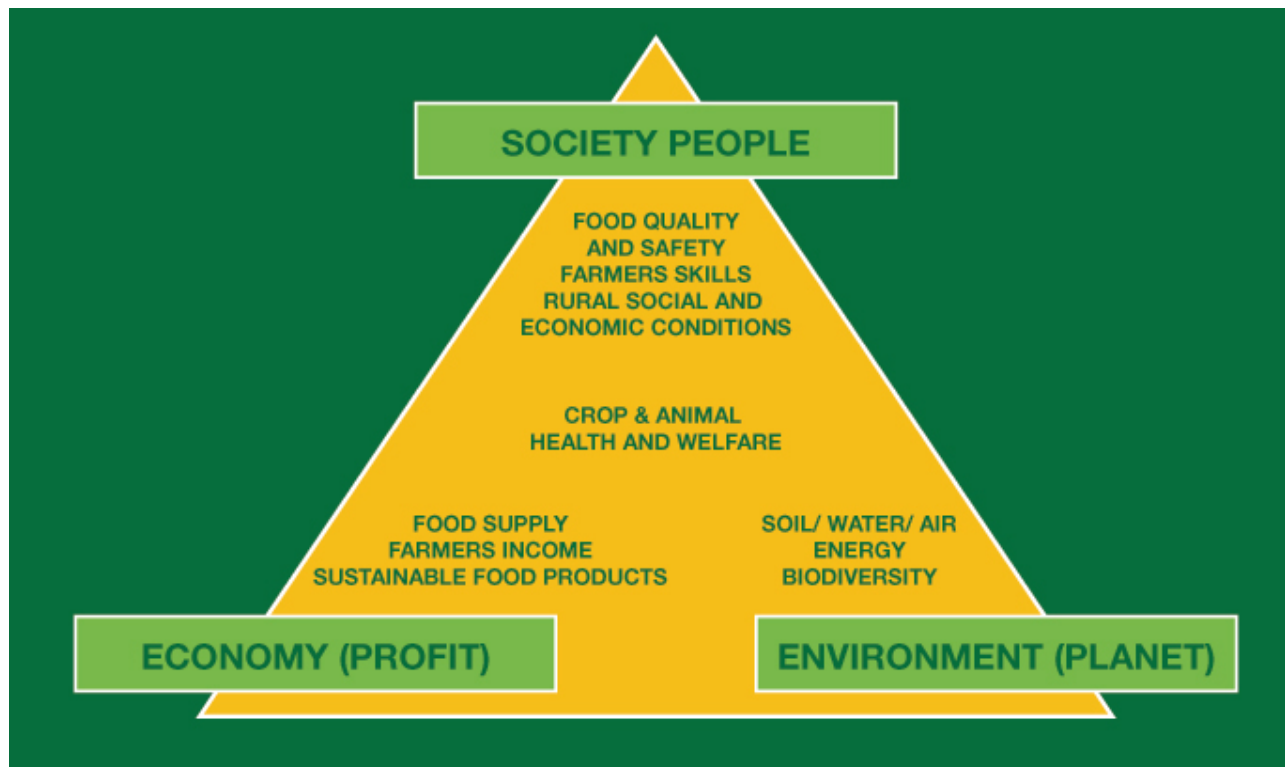 SOCIETY PEOPLE
FOOD QUALITY
AND SAFETY
FARMERS SKILLS
RURAL SOCIAL AND
ECONOMIC CONDITIONS
CROP & ANIMAL
HEALTH AND WELFARE
FOOD SUPPLY
FARMERS INCOME
SUSTAINABLE FOOD PRODUCTS
SOIL/ WATER/ AIR
ENERGY
BIODIVERSITY
ECONOMY (PROFIT)
ENVIRONMENT (PLANET)